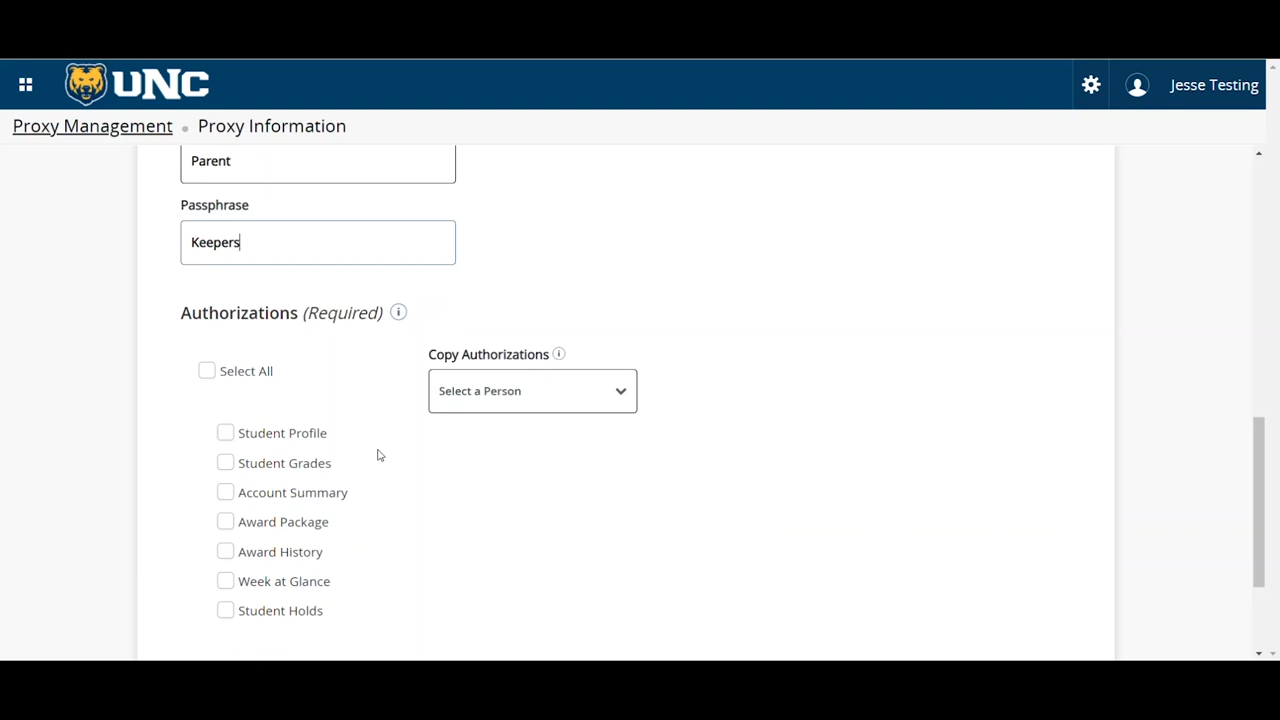 UNC
Jesse Testing
Proxy Management • Proxy Information
Parent
Passphrase
Keepers
Authorizations (Required)
Copy Authorizations
Select All
Select a Person
Student Profile
Student Grades
Account Summary
Award Package
Award History
Week at Glance
Student Holds